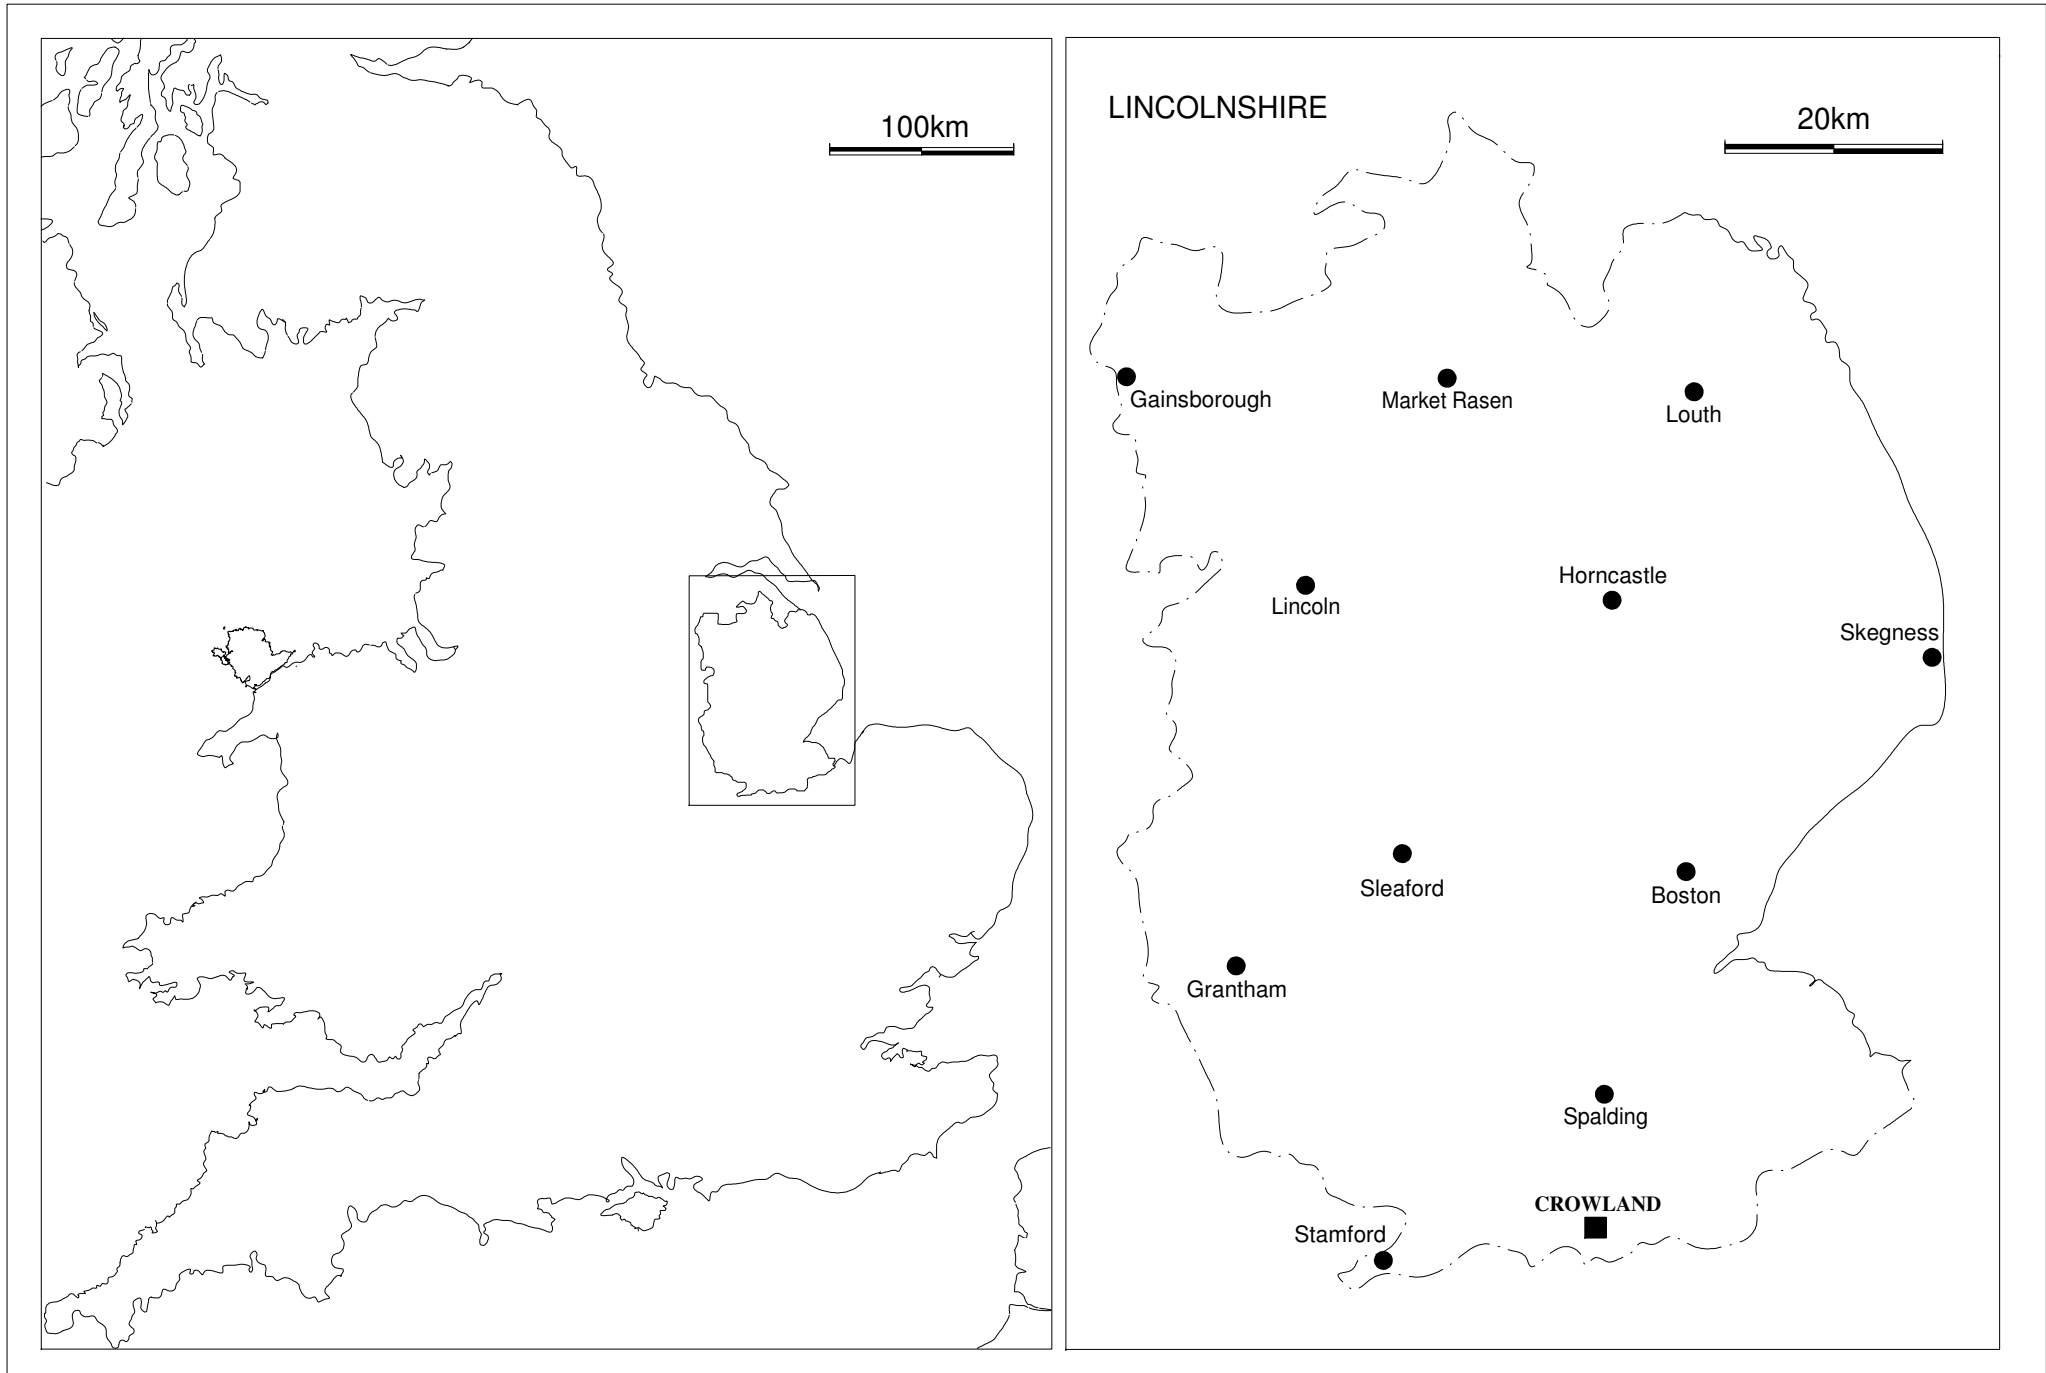 100km
LINCOLNSHIRE
20km
Gainsborough
Market Rasen
Louth
Horncastle
Lincoln
Skegness
Sleaford
Boston
Grantham
Spalding
CROWLAND
Stamford